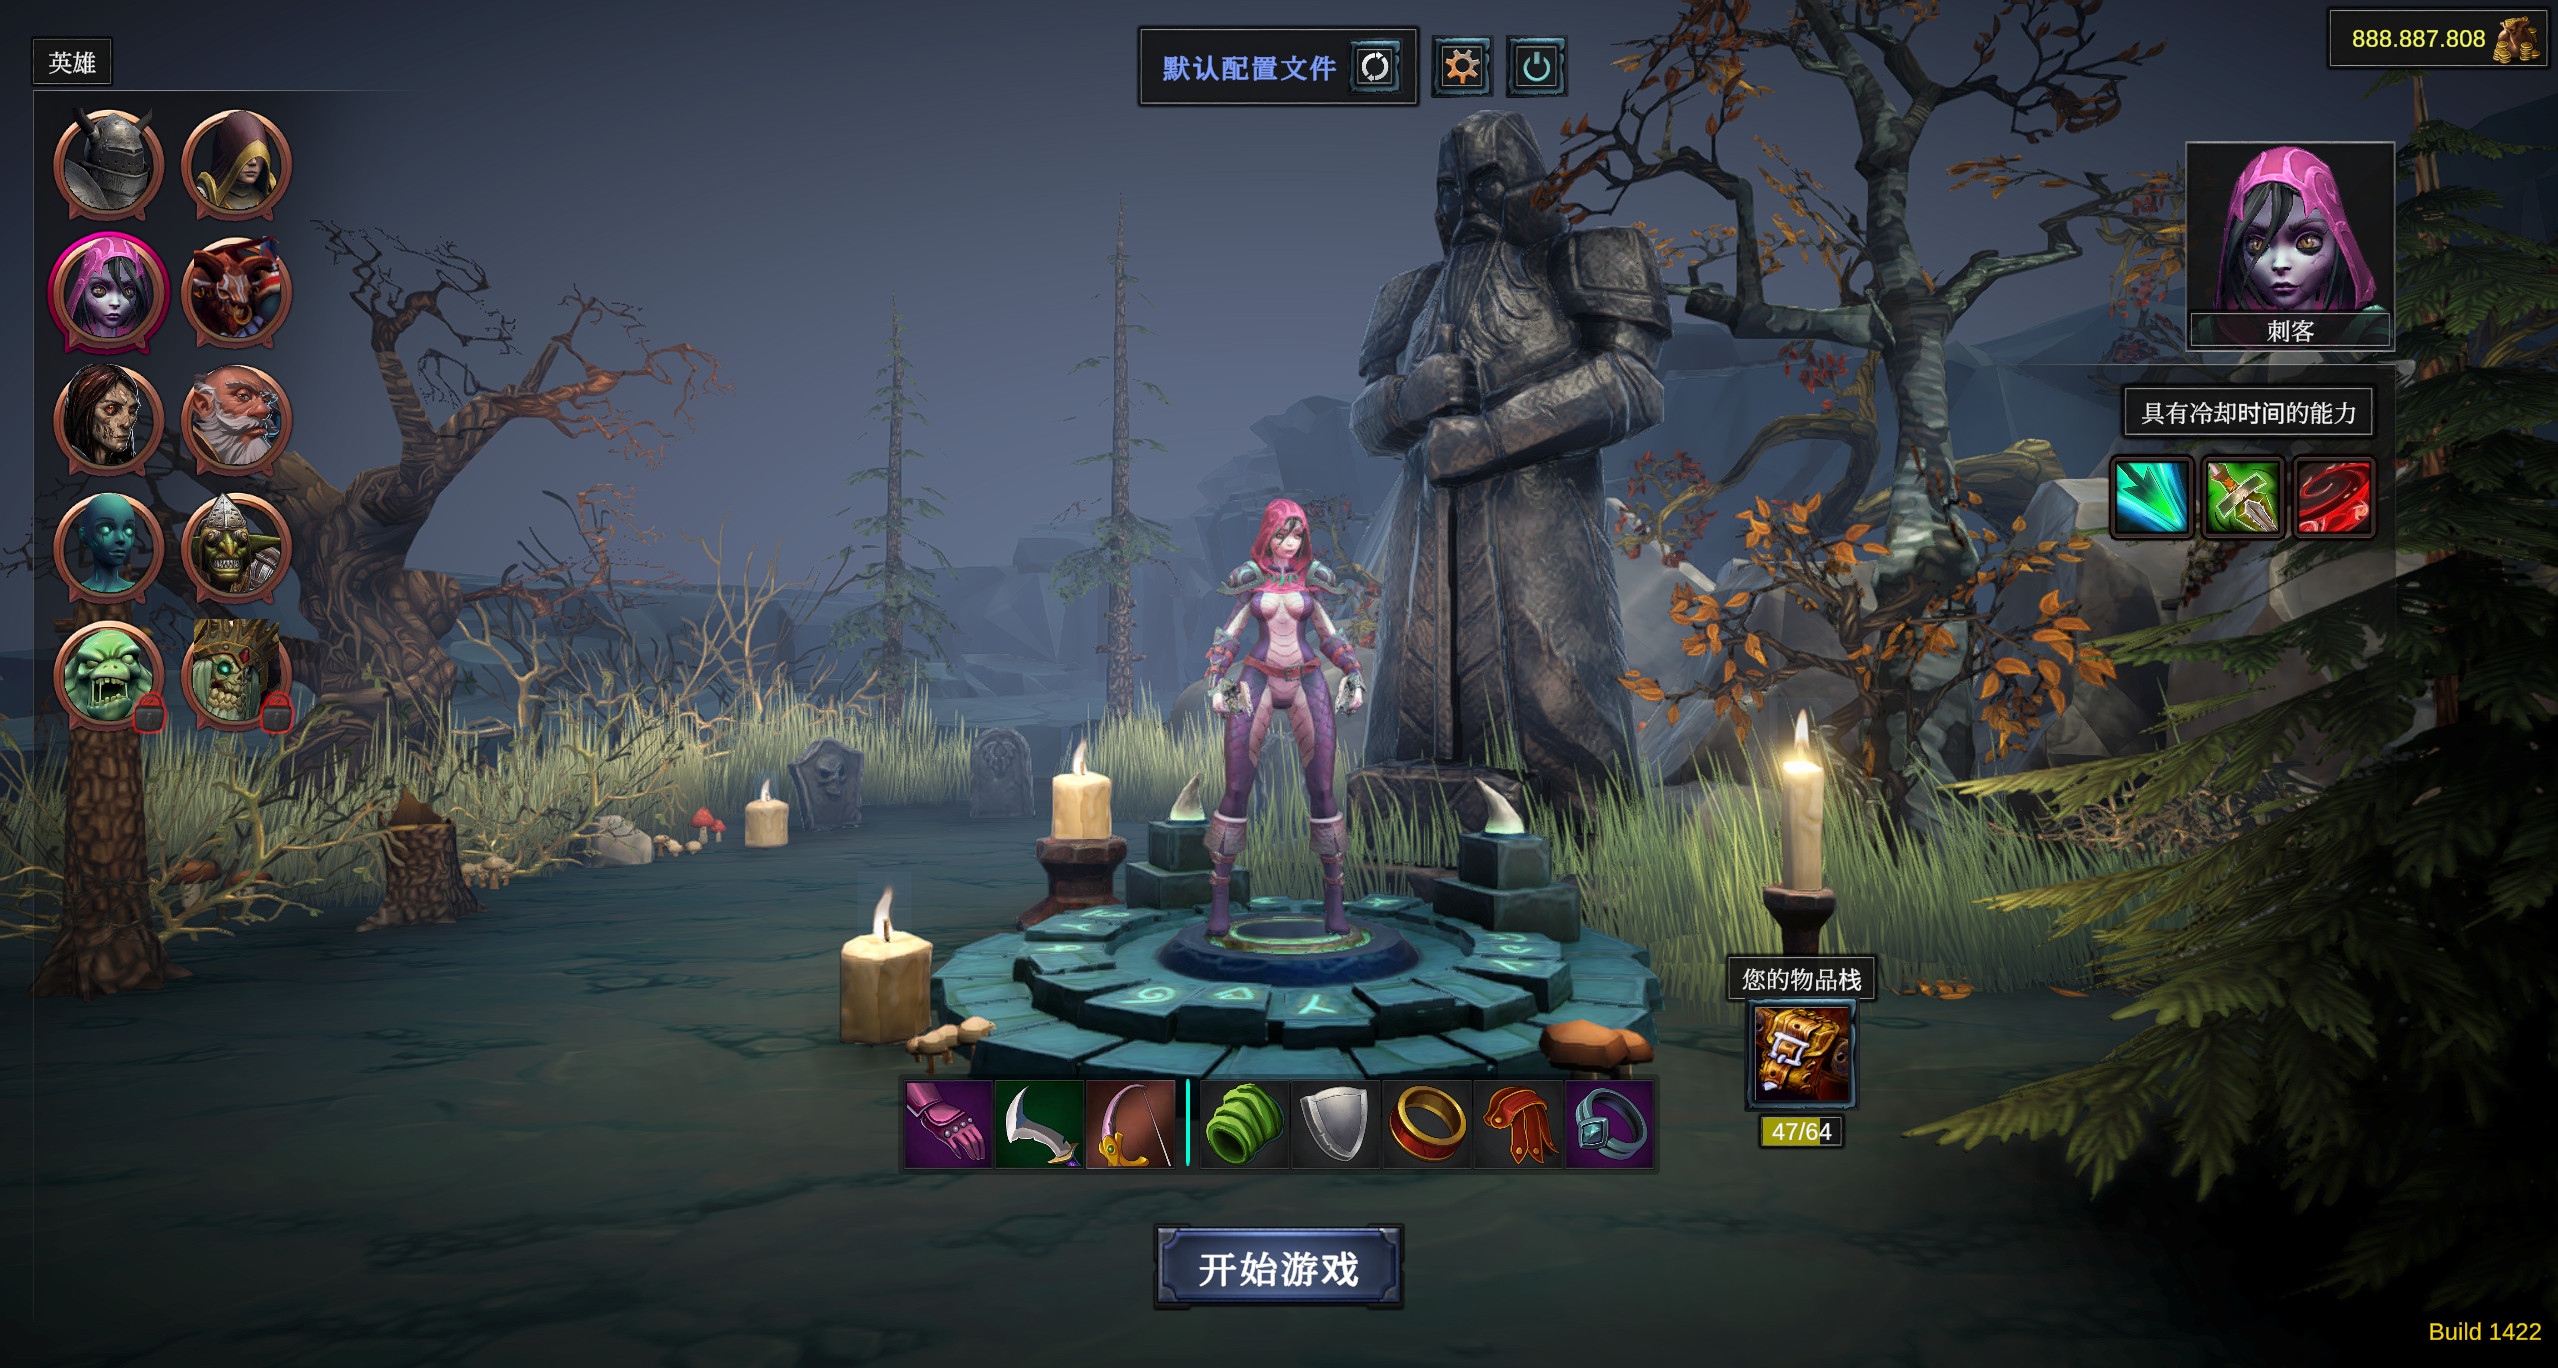 英雄
默认配置文件
888.887.808
刺客
具有冷却时间的能力
您的物品栈
47/64
开始游戏
Build 1422